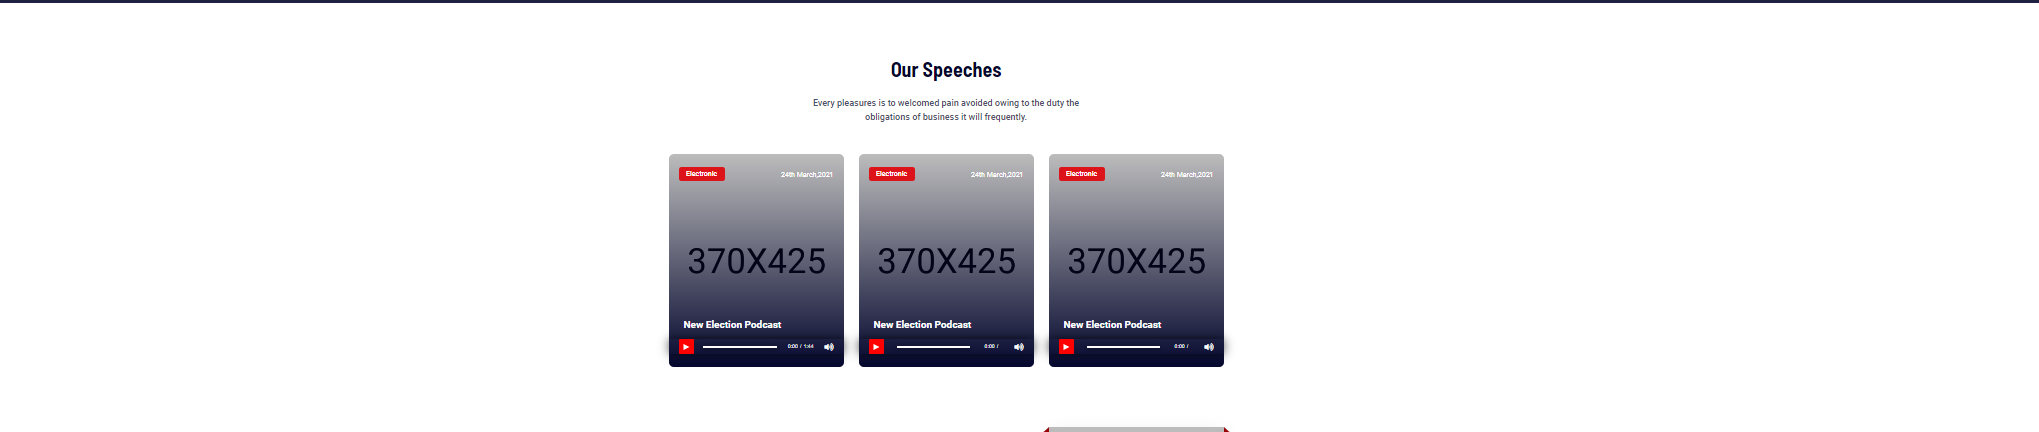 Our Speeches
Every pleasures is to welcomed pain avoided owing to the duty the
obligations of business it will frequently.
Electronic
24th March,2021
370X425
New Election Podcast
0:00 / 1:44
Electronic
24th March,2021
370X425
New Election Podcast
0:00 /
Electronic
24th March,2021
370X425
New Election Podcast
0:00 /